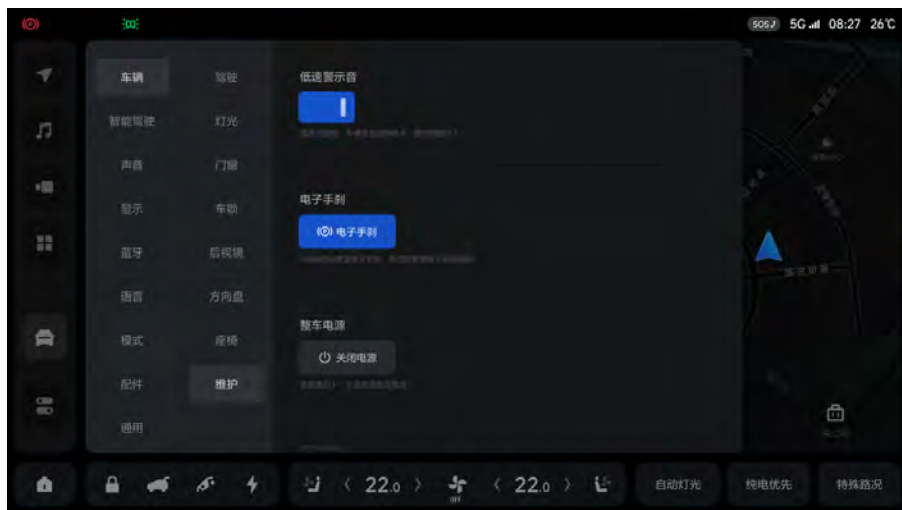 SOS 5G 08:27 26℃
车辆
驾驶
低速警示音
智能驾驶
灯光
声音
门窗
显示
车锁
电子手刹
电子手刹
蓝牙
后视镜
语言
方向盘
整车电源
模式
座椅
关闭电源
配件
维护
通用
22.0
OFF
22.0
自动灯光
纯电优先
特殊路况